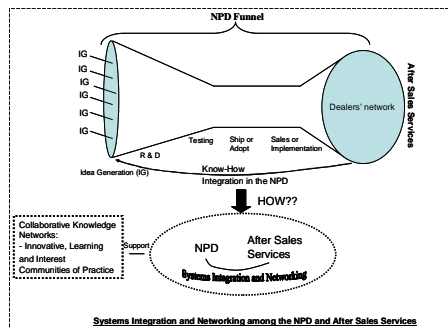 NPD Funnel
IG
IG
IG
IG
IG
IG
Dealers' network
After Sales Services
Testing
Ship or
Adopt
Sales or
Implementation
R & D
Idea Generation (IG)
Know-How
Integration in the NPD
HOW??
Collaborative Knowledge
Networks:
- Innovative, Learning
and Interest
Communities of Practice
Support
NPD
After Sales
Services
Systems Integration and Networking
Systems Integration and Networking among the NPD and After Sales Services